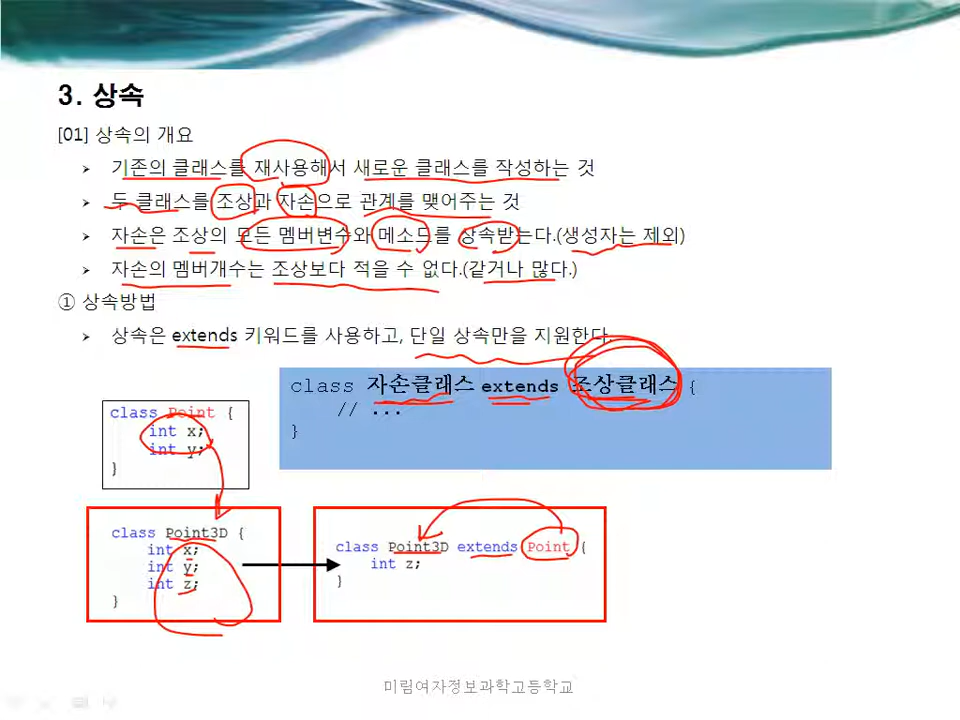 3. 상속
[01] 상속의 개요
➢ 기존의 클래스를 재사용해서 새로운 클래스를 작성하는 것
➢ 두 클래스를 조상과 자손으로 관계를 맺어주는 것
➢ 자손은 조상의 모든 멤버변수와 메소드를 상속받는다.(생성자는 제외)
➢ 자손의 멤버개수는 조상보다 적을 수 없다.(같거나 많다.)
① 상속방법
➢ 상속은 extends 키워드를 사용하고, 단일 상속만을 지원한다.
class 자손클래스 extends 조상클래스 {
// ...
}
class Point {
int x;
int y;
}
class Point3D {
int x;
int y;
int z;
}
class Point3D extends Point {
int z;
}
미림여자정보과학고등학교